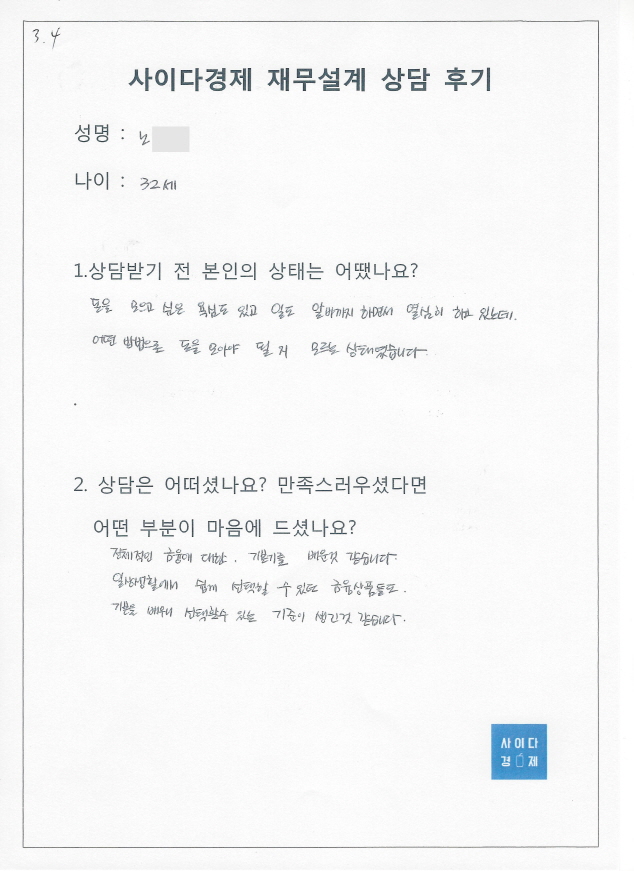 3.4
사이다경제 재무설계 상담 후기
성명 : 노
나이 : 32세
1.상담받기 전 본인의 상태는 어땠나요?
돈을 모으고 싶은 욕심도 있고 일도 알바까지 하면서 열심히 하고 있는데.
어떤 방법으로 돈을 모아야 될 지 모르는 상태였습니다.
2. 상담은 어떠셨나요? 만족스러우셨다면
어떤 부분이 마음에 드셨나요?
전체적인 금융에 대한. 기본기를 배운것 같습니다.
일상생활에서 쉽게 선택할 수 있던 금융상품들도.
기본을 배우니 선택할수 있는 기준이 생긴것 같습니다.
사이다
경제